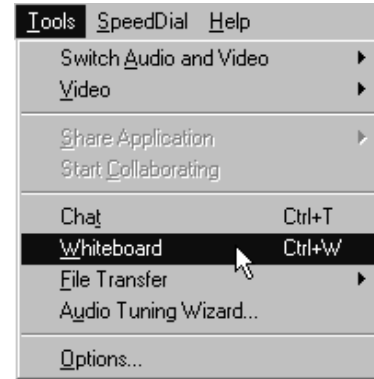 Tools SpeedDial Help
Switch Audio and Video
Video
Share Application
Start Collaborating
Chat Ctrl+T
Whiteboard Ctrl+W
File Transfer
Audio Tuning Wizard...
Options...